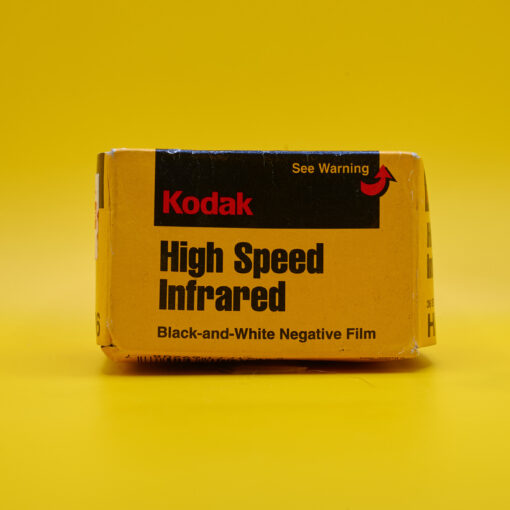 See Warning
Kodak
High Speed
Infrared
Black-and-White Negative Film